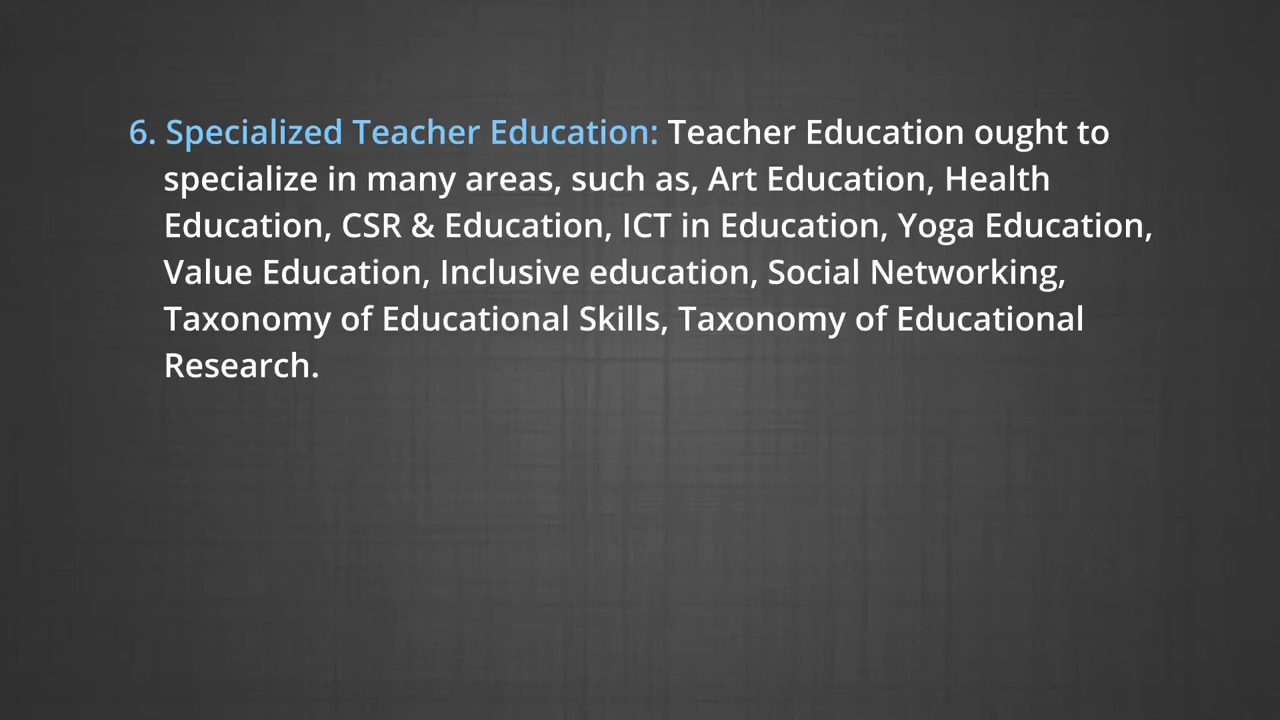 6. Specialized Teacher Education: Teacher Education ought to
specialize in many areas, such as, Art Education, Health
Education, CSR & Education, ICT in Education, Yoga Education,
Value Education, Inclusive education, Social Networking,
Taxonomy of Educational Skills, Taxonomy of Educational
Research.